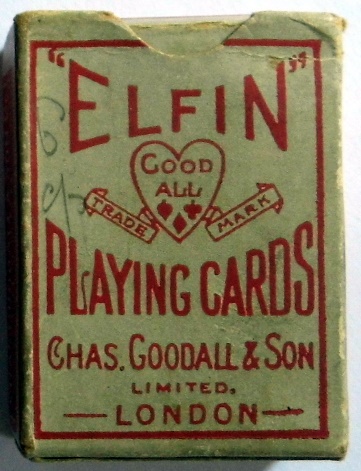 "ELFIN"
GOOD
ALL
TRADE MARK
PLAYING CARDS
CHAS. GOODALL & SON
LIMITED,
— LONDON —